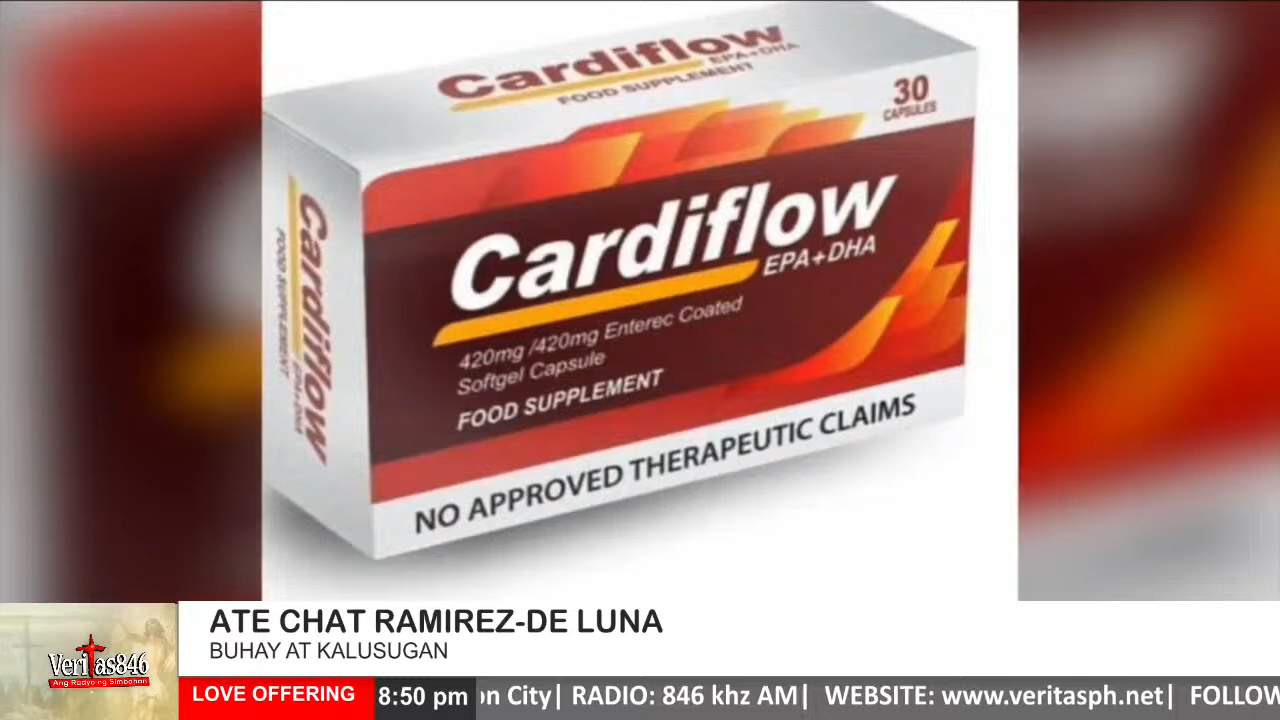 Cardiflow
EPA+DHA
FOOD SUPPLEMENT
30
CAPSULES
Cardiflow
EPA+DHA
420mg /420mg Enterec Coated
Softgel Capsule
FOOD SUPPLEMENT
NO APPROVED THERAPEUTIC CLAIMS
Cardiflow
EPA+DHA
FOOD SUPPLEMENT
ATE CHAT RAMIREZ-DE LUNA
BUHAY AT KALUSUGAN
Veritas846
Ang Radyo ng Simbahan
LOVE OFFERING
8:50 pm
on City| RADIO: 846 khz AM| WEBSITE: www.veritasph.net| FOLLOW